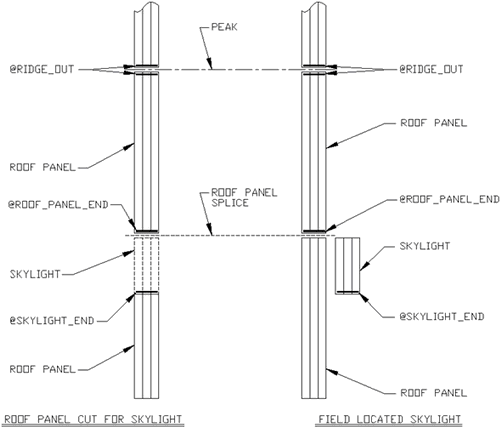 PEAK
@RIDGE_OUT
@RIDGE_OUT
ROOF PANEL
ROOF PANEL
@ROOF_PANEL_END
ROOF PANEL
SPLICE
@ROOF_PANEL_END
SKYLIGHT
SKYLIGHT
@SKYLIGHT_END
@SKYLIGHT_END
ROOF PANEL
ROOF PANEL
ROOF PANEL CUT FOR SKYLIGHT
FIELD LOCATED SKYLIGHT